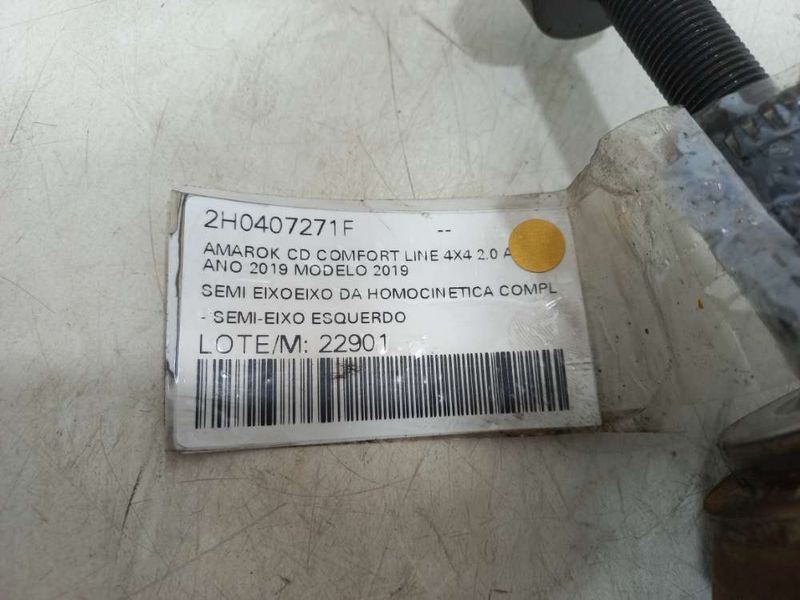 2H0407271F --
AMAROK CD COMFORT LINE 4X4 2.0 A
ANO 2019 MODELO 2019
SEMI EIXOEIXO DA HOMOCINETICA COMPL
- SEMI-EIXO ESQUERDO
LOTE/M: 22901